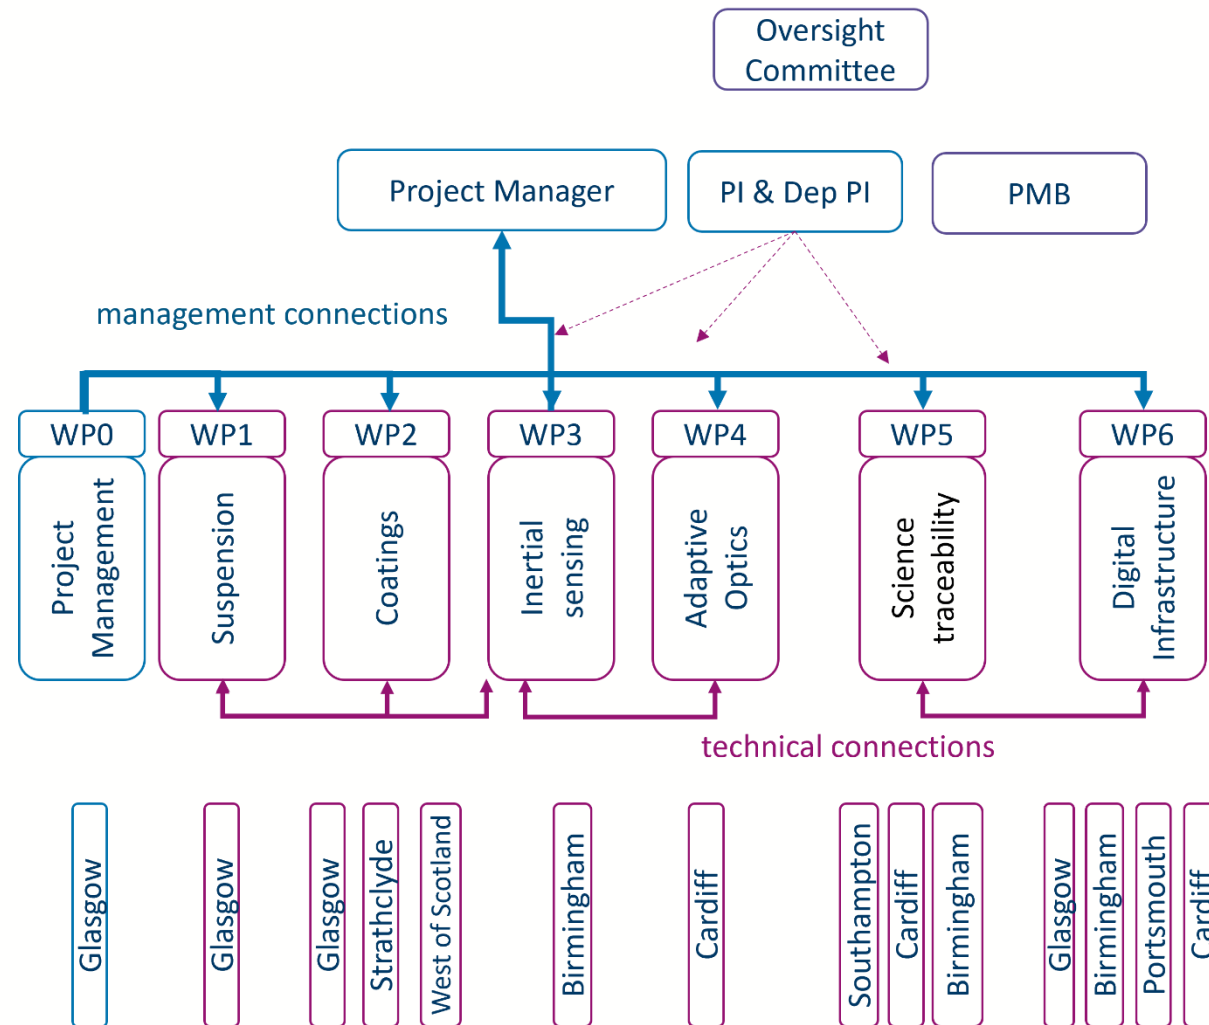 Oversight
Committee
Project Manager
PI & Dep PI
PMB
management connections
WP0
WP1
WP2
WP3
WP4
WP5
WP6
Project
Management
Suspension
Coatings
Inertial
sensing
Adaptive
Optics
Science
traceability
Digital
Infrastructure
technical connections
Glasgow
Glasgow
Glasgow
Strathclyde
West of Scotland
Birmingham
Cardiff
Southampton
Cardiff
Birmingham
Glasgow
Birmingham
Portsmouth
Cardiff